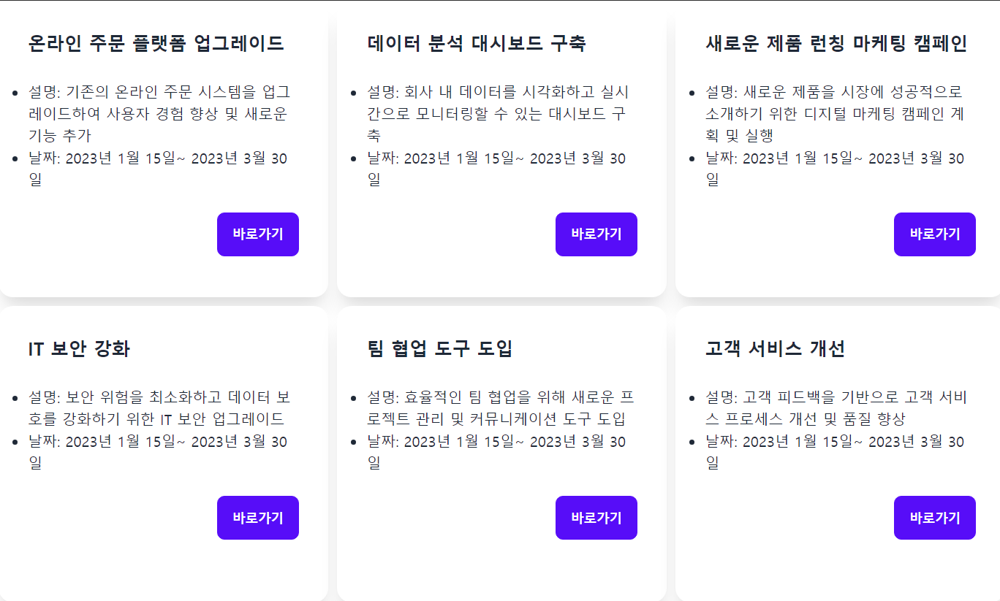 온라인 주문 플랫폼 업그레이드
설명: 기존의 온라인 주문 시스템을 업그
레이드하여 사용자 경험 향상 및 새로운
기능 추가
날짜: 2023년 1월 15일~ 2023년 3월 30
일
바로가기
데이터 분석 대시보드 구축
설명: 회사 내 데이터를 시각화하고 실시
간으로 모니터링할 수 있는 대시보드 구
축
날짜: 2023년 1월 15일~ 2023년 3월 30
일
바로가기
새로운 제품 런칭 마케팅 캠페인
설명: 새로운 제품을 시장에 성공적으로
소개하기 위한 디지털 마케팅 캠페인 계
획 및 실행
날짜: 2023년 1월 15일~ 2023년 3월 30
일
바로가기
IT 보안 강화
설명: 보안 위험을 최소화하고 데이터 보
호를 강화하기 위한 IT 보안 업그레이드
날짜: 2023년 1월 15일~ 2023년 3월 30
일
바로가기
팀 협업 도구 도입
설명: 효율적인 팀 협업을 위해 새로운 프
로젝트 관리 및 커뮤니케이션 도구 도입
날짜: 2023년 1월 15일~ 2023년 3월 30
일
바로가기
고객 서비스 개선
설명: 고객 피드백을 기반으로 고객 서비
스 프로세스 개선 및 품질 향상
날짜: 2023년 1월 15일~ 2023년 3월 30
일
바로가기